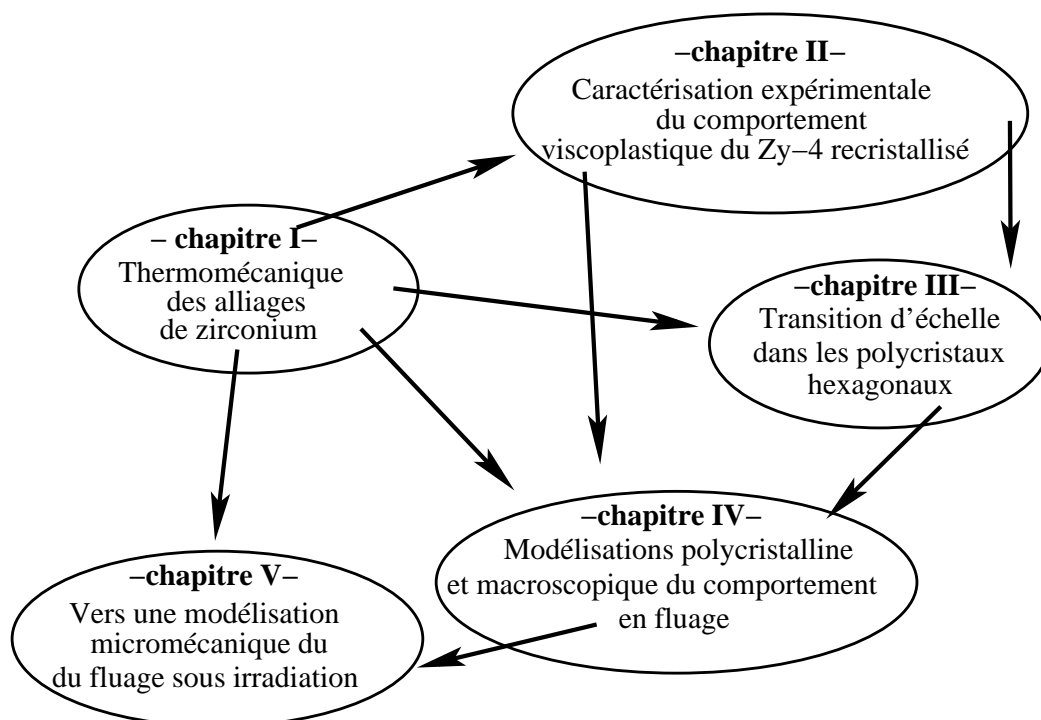 –chapitre II–
Caractérisation expérimentale
du comportement
viscoplastique du Zy–4 recristallisé
– chapitre I–
Thermomécanique
des alliages
de zirconium
–chapitre III–
Transition d'échelle
dans les polycristaux
hexagonaux
–chapitre IV–
Modélisations polycristalline
et macroscopique du comportement
en fluage
–chapitre V–
Vers une modélisation
micromécanique du
du fluage sous irradiation